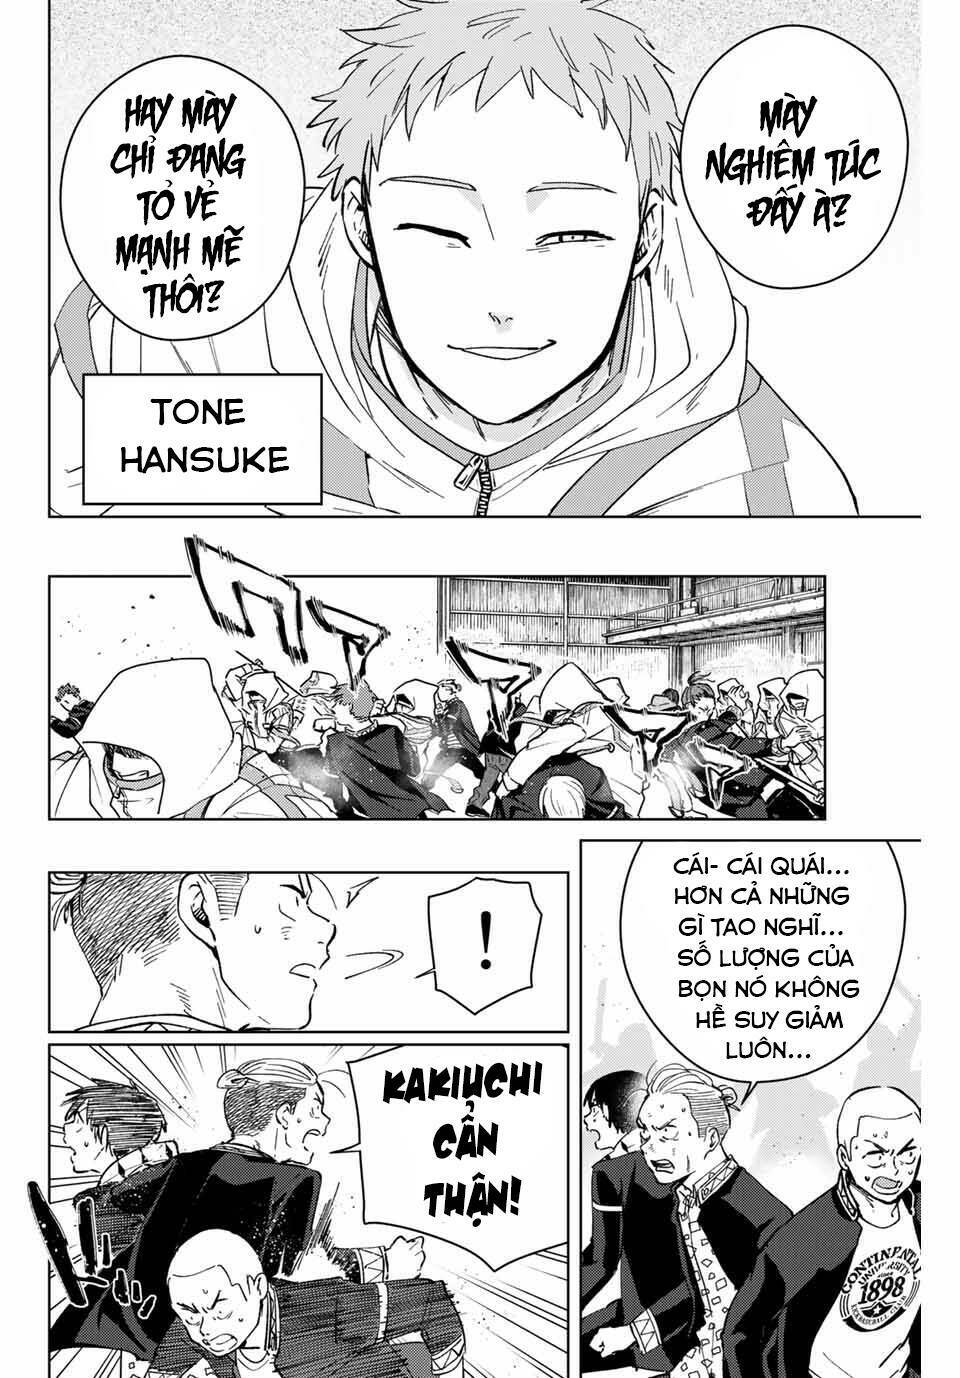 MÀY
NGHIÊM TÚC
ĐẤY À?
HAY MÀY
CHỈ ĐANG
TỎ VẺ
MẠNH MẼ
THÔI?
TONE
HANSUKE
CÁI- CÁI QUÁI...
HƠN CẢ NHỮNG
GÌ TAO NGHĨ...
SỐ LƯỢNG CỦA
BỌN NÓ KHÔNG
HỀ SUY GIẢM
LUÔN...
CONTINENTAL
UNIVERSITY
1898
!
KAKIUCHI
CẨN
THẬN!